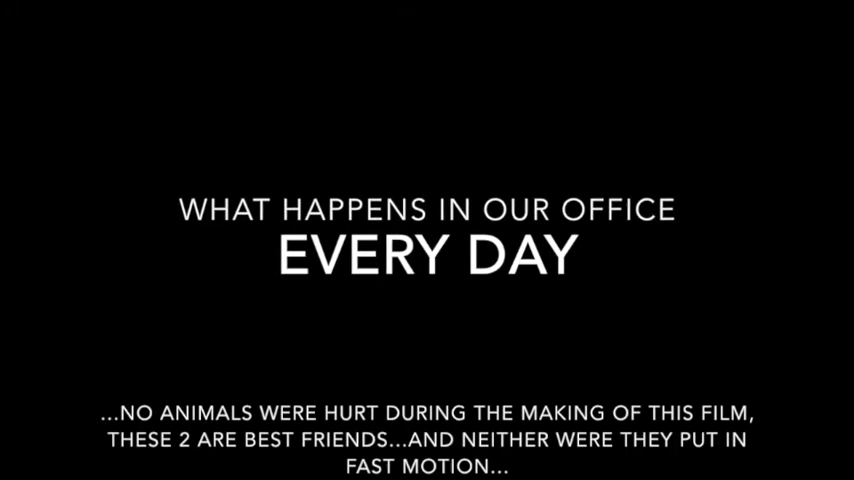 WHAT HAPPENS IN OUR OFFICE
EVERY DAY
...NO ANIMALS WERE HURT DURING THE MAKING OF THIS FILM,
THESE 2 ARE BEST FRIENDS...AND NEITHER WERE THEY PUT IN
FAST MOTION...